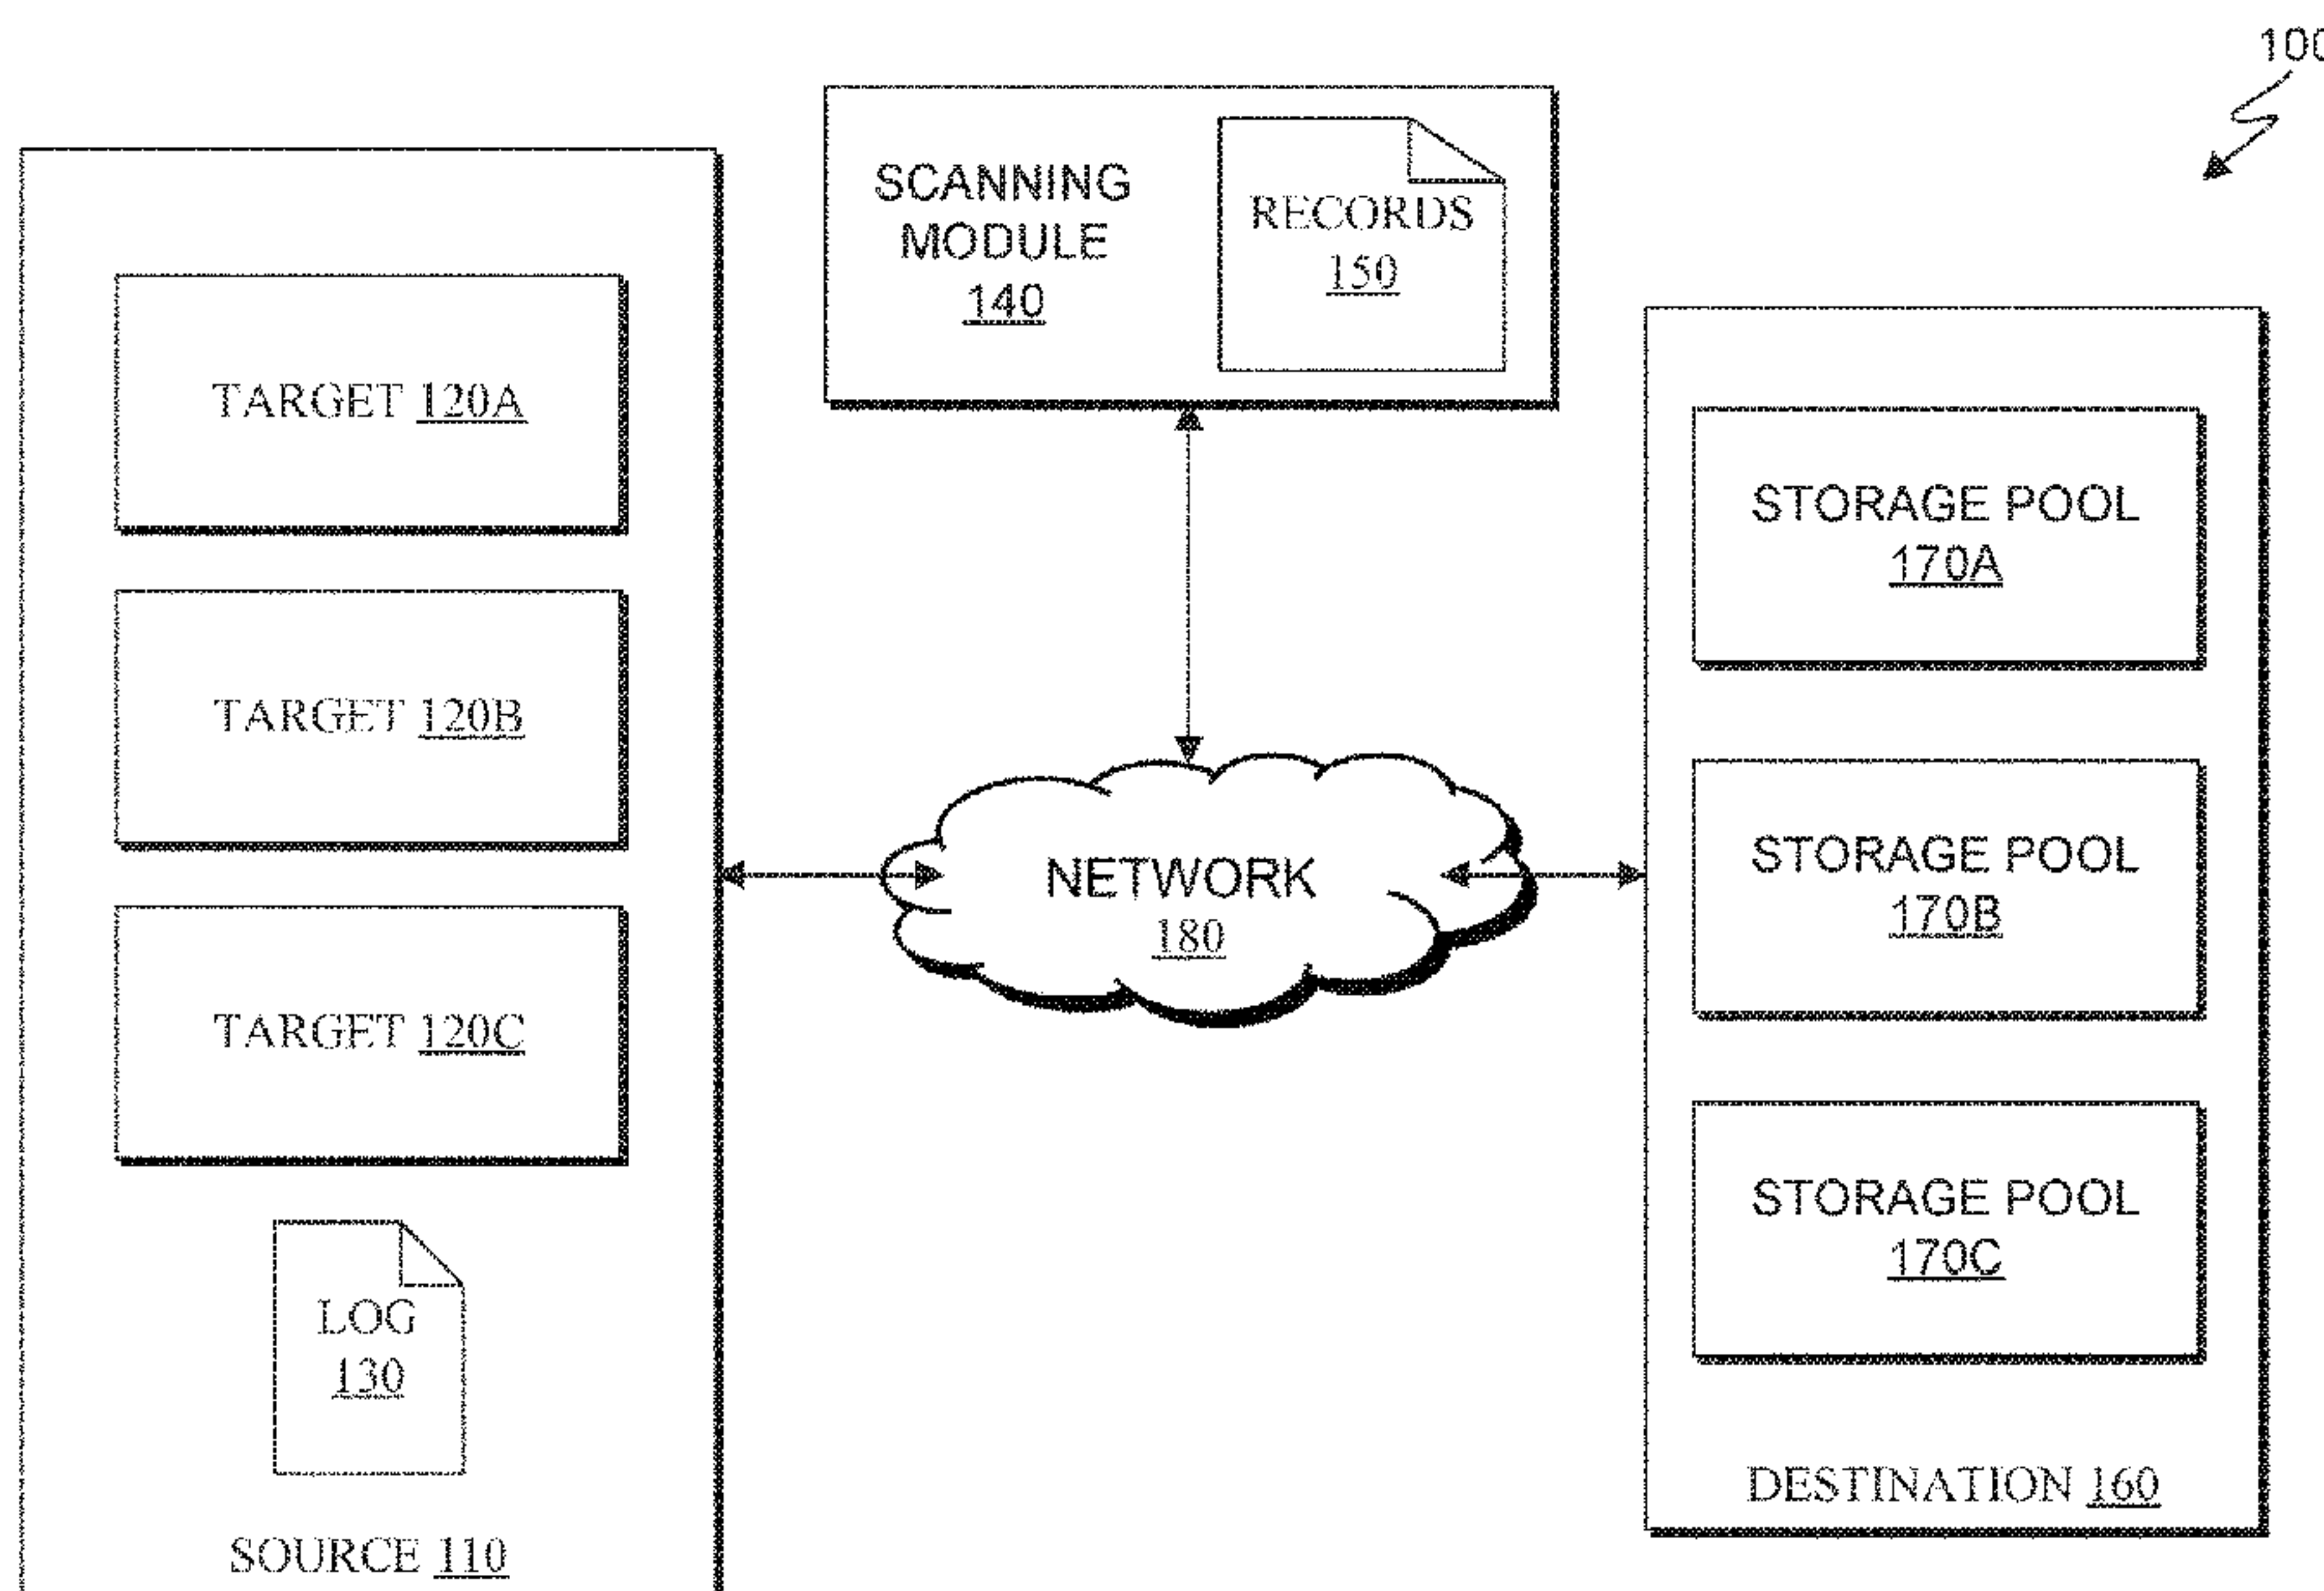 100
SCANNING
MODULE
140
RECORDS
150
TARGET 120A
TARGET 120B
TARGET 120C
LOG
130
SOURCE 110
NETWORK
180
STORAGE POOL
170A
STORAGE POOL
170B
STORAGE POOL
170C
DESTINATION 160